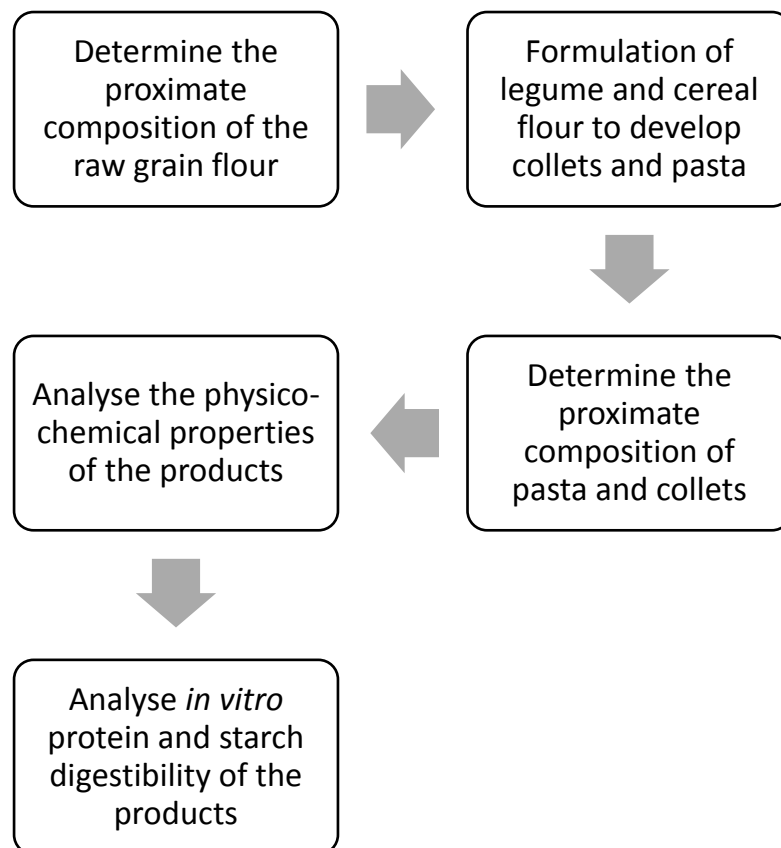 Determine the
proximate
composition of the
raw grain flour
Formulation of
legume and cereal
flour to develop
collets and pasta
Determine the
proximate
composition of
pasta and collets
Analyse the physico-
chemical properties
of the products
Analyse in vitro
protein and starch
digestibility of the
products